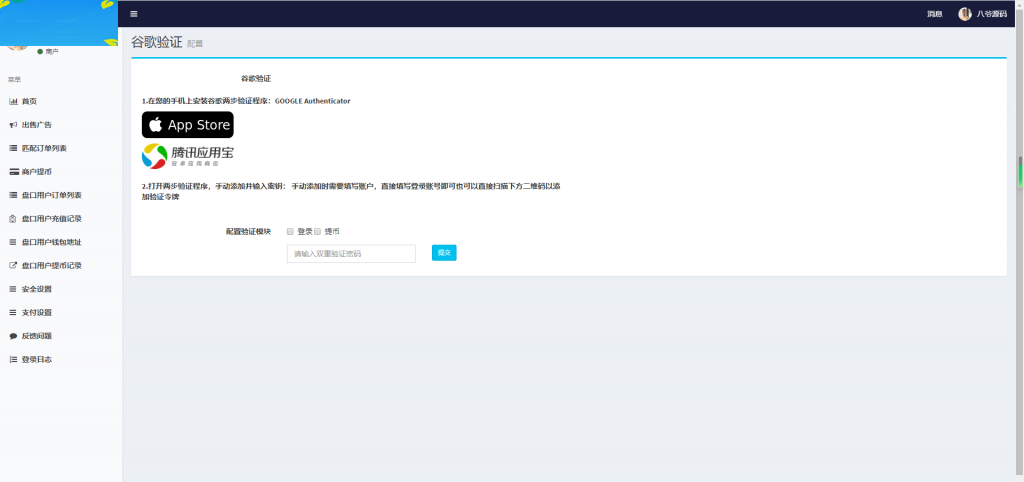 消息
八爷源码
商户
菜单
首页
出售广告
匹配订单列表
商户提币
盘口用户订单列表
盘口用户充值记录
盘口用户钱包地址
盘口用户提币记录
安全设置
支付设置
反馈问题
登录日志
谷歌验证 配置
谷歌验证
1.在您的手机上安装谷歌两步验证程序：GOOGLE Authenticator
App Store
腾讯应用宝
安卓应用商店
2.打开两步验证程序，手动添加并输入密钥： 手动添加时需要填写账户，直接填写登录账号即可也可以直接扫描下方二维码以添
加验证令牌
配置验证模块 登录 提币
请输入双重验证密码 提交